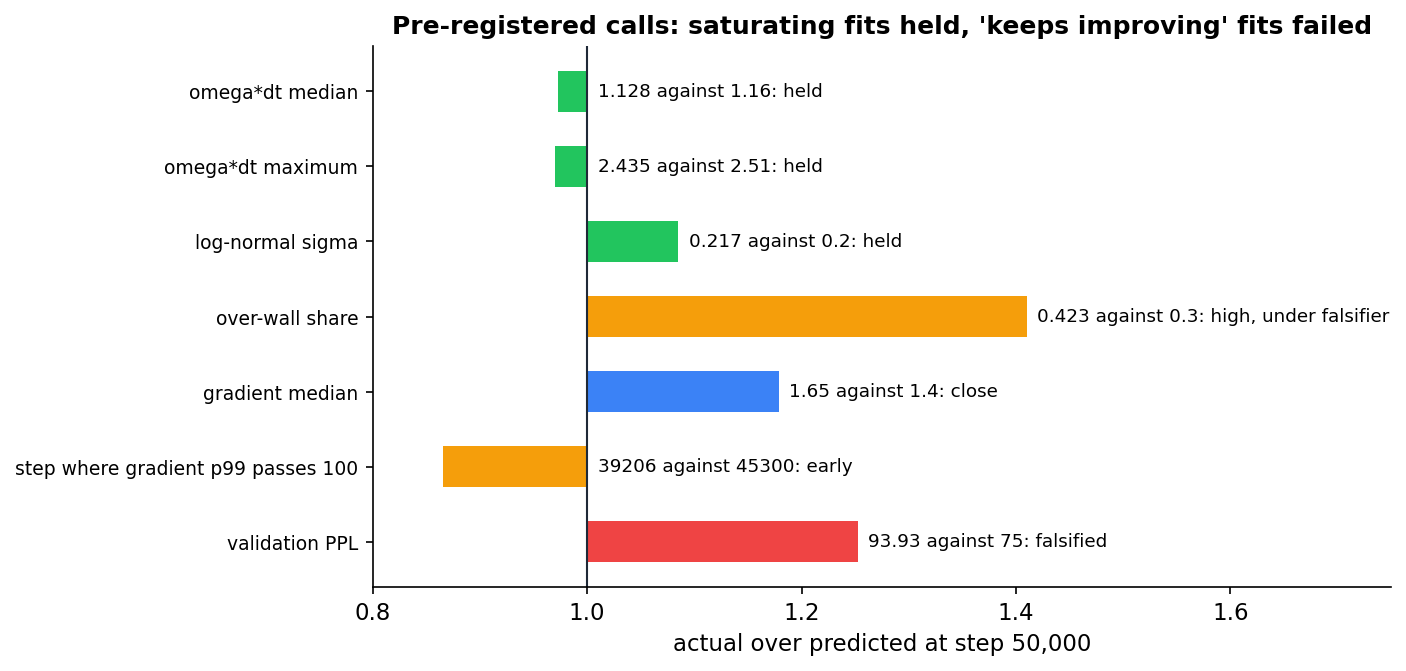 Pre-registered calls: saturating fits held, 'keeps improving' fits failed
omega*dt median
1.128 against 1.16: held
omega*dt maximum
2.435 against 2.51: held
log-normal sigma
0.217 against 0.2: held
over-wall share
0.423 against 0.3: high, under falsifier
gradient median
1.65 against 1.4: close
step where gradient p99 passes 100
39206 against 45300: early
validation PPL
93.93 against 75: falsified
0.8 1.0 1.2 1.4 1.6
actual over predicted at step 50,000